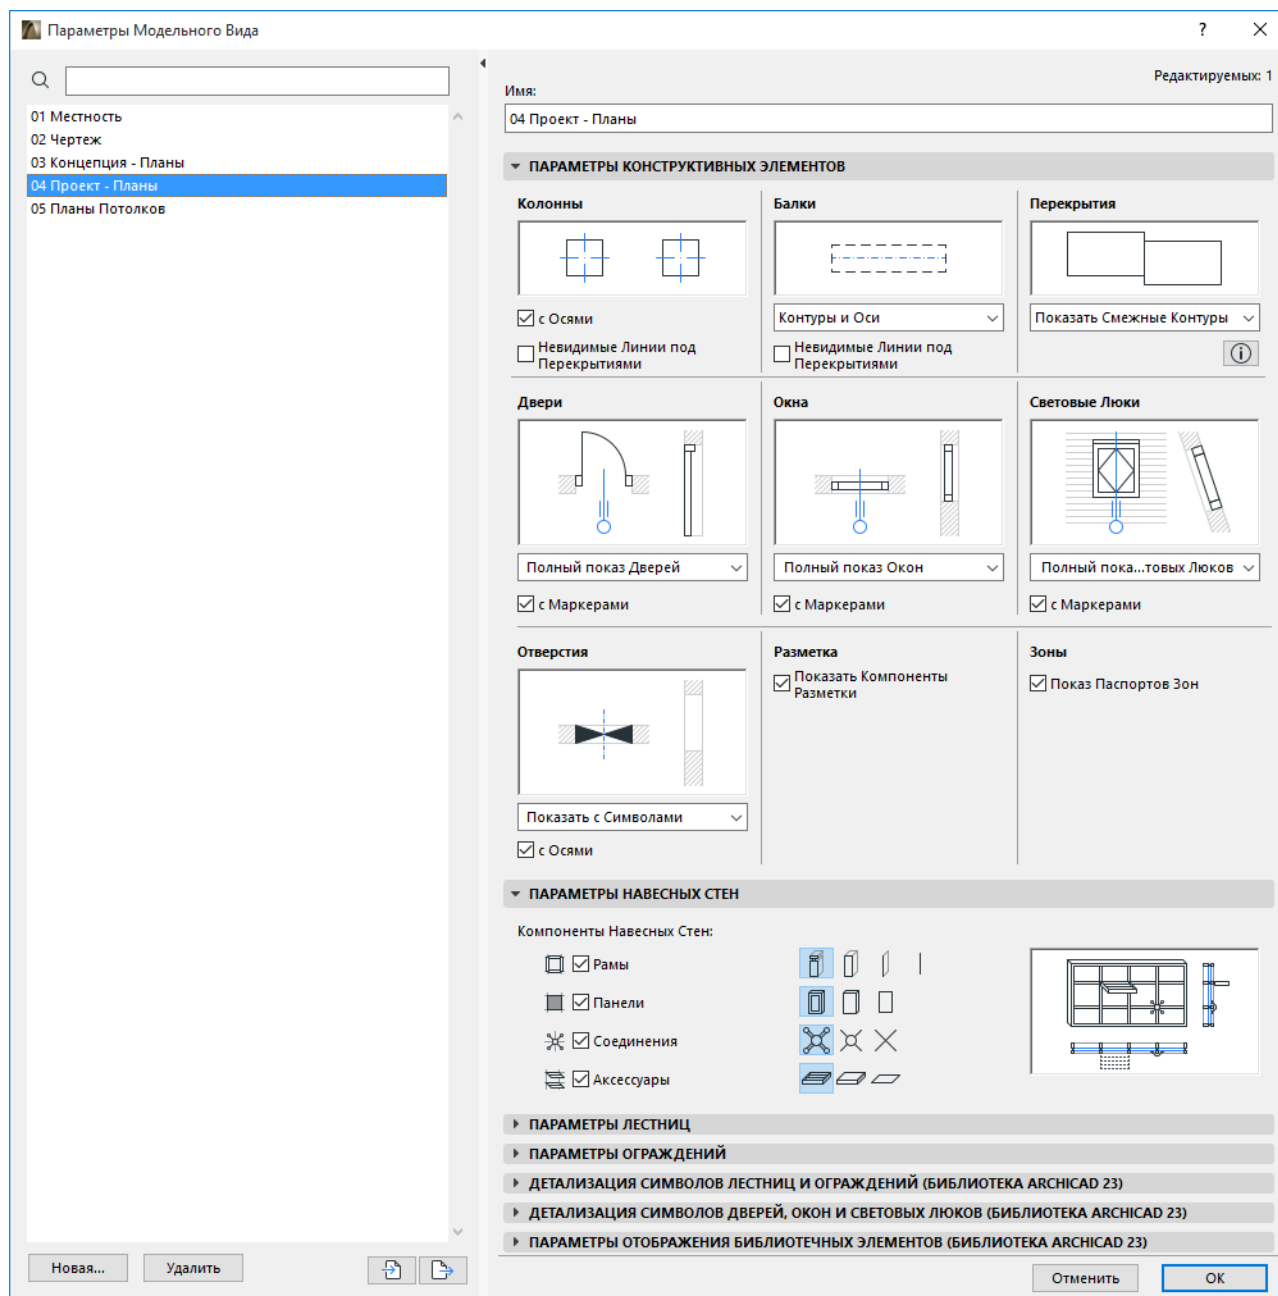 Параметры Модельного Вида
?
Редактируемых: 1
01 Местность
02 Чертеж
03 Концепция - Планы
04 Проект - Планы
05 Планы Потолков
Новая...
Удалить
Имя:
04 Проект - Планы
ПАРАМЕТРЫ КОНСТРУКТИВНЫХ ЭЛЕМЕНТОВ
Колонны
с Осями
Невидимые Линии под
Перекрытиями
Балки
Контуры и Оси
Невидимые Линии под
Перекрытиями
Перекрытия
Показать Смежные Контуры
Двери
Полный показ Дверей
с Маркерами
Окна
Полный показ Окон
с Маркерами
Световые Люки
Полный пока...товых Люков
с Маркерами
Отверстия
Показать с Символами
с Осями
Разметка
Показать Компоненты
Разметки
Зоны
Показ Паспортов Зон
ПАРАМЕТРЫ НАВЕСНЫХ СТЕН
Компоненты Навесных Стен:
Рамы
Панели
Соединения
Аксессуары
ПАРАМЕТРЫ ЛЕСТНИЦ
ПАРАМЕТРЫ ОГРАЖДЕНИЙ
ДЕТАЛИЗАЦИЯ СИМВОЛОВ ЛЕСТНИЦ И ОГРАЖДЕНИЙ (БИБЛИОТЕКА ARCHICAD 23)
ДЕТАЛИЗАЦИЯ СИМВОЛОВ ДВЕРЕЙ, ОКОН И СВЕТОВЫХ ЛЮКОВ (БИБЛИОТЕКА ARCHICAD 23)
ПАРАМЕТРЫ ОТОБРАЖЕНИЯ БИБЛИОТЕЧНЫХ ЭЛЕМЕНТОВ (БИБЛИОТЕКА ARCHICAD 23)
Отменить
ОК